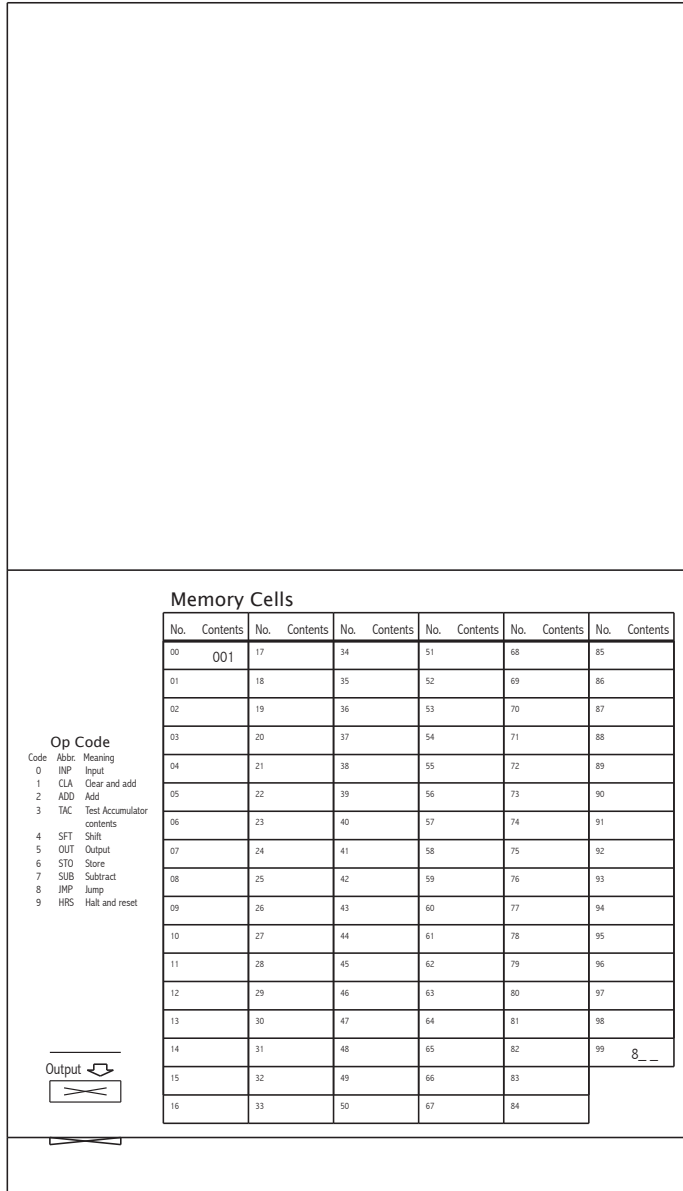 Memory Cells
No. Contents No. Contents No. Contents No. Contents No. Contents No. Contents
00 001 17 34 51 68 85
01 18 35 52 69 86
02 19 36 53 70 87
03 20 37 54 71 88
04 21 38 55 72 89
05 22 39 56 73 90
06 23 40 57 74 91
07 24 41 58 75 92
08 25 42 59 76 93
09 26 43 60 77 94
10 27 44 61 78 95
11 28 45 62 79 96
12 29 46 63 80 97
13 30 47 64 81 98
14 31 48 65 82 99 8_ _
15 32 49 66 83
16 33 50 67 84
Op Code
Code Abbr. Meaning
0 INP Input
1 CLA Clear and add
2 ADD Add
3 TAC Test Accumulator
contents
4 SFT Shift
5 OUT Output
6 STO Store
7 SUB Subtract
8 JMP Jump
9 HRS Halt and reset
Output